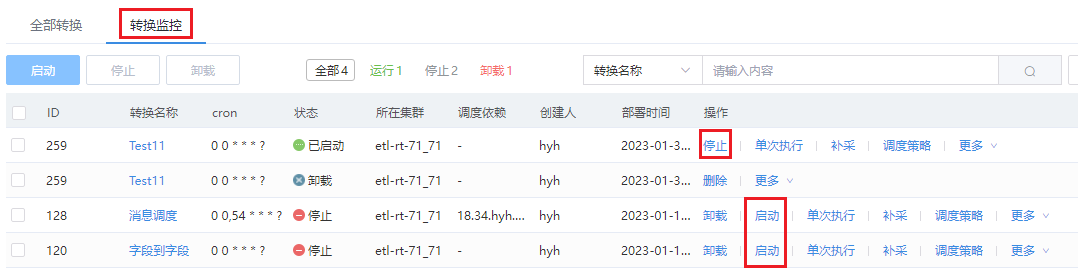 全部转换 转换监控
启动 停止 卸载 全部 4 运行 1 停止 2 卸载 1 转换名称 请输入内容
ID 转换名称 cron 状态 所在集群 调度依赖 创建人 部署时间 操作
259 Test11 0 0 * * * ? 已启动 etl-rt-71_71 - hyh 2023-01-3... 停止 单次执行 补采 调度策略 更多
259 Test11 0 0 * * * ? 卸载 etl-rt-71_71 - hyh 2023-01-3... 删除 更多
128 消息调度 0 0,54 * * * ? 停止 etl-rt-71_71 18.34.hyh.... hyh 2023-01-1... 卸载 启动 单次执行 补采 调度策略 更多
120 字段到字段 0 0 * * * ? 停止 etl-rt-71_71 - hyh 2023-01-1... 卸载 启动 单次执行 补采 调度策略 更多